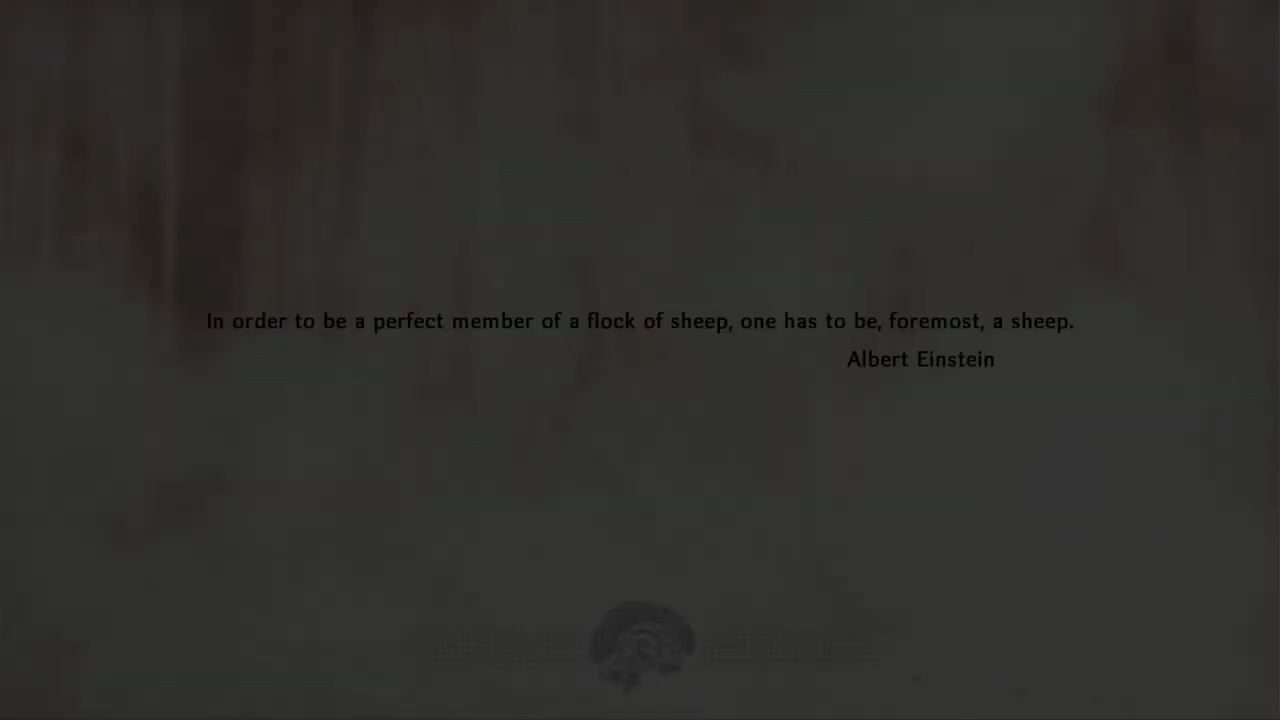 In order to be a perfect member of a flock of sheep, one has to be, foremost, a sheep.
Albert Einstein